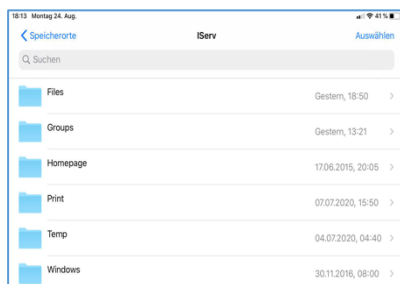 18:13 Montag 24. Aug. 41 %
Speicherorte IServ Auswählen
Suchen
Files Gestern, 18:50
Groups Gestern, 13:21
Homepage 17.06.2015, 20:05
Print 07.07.2020, 15:50
Temp 04.07.2020, 04:40
Windows 30.11.2016, 08:00